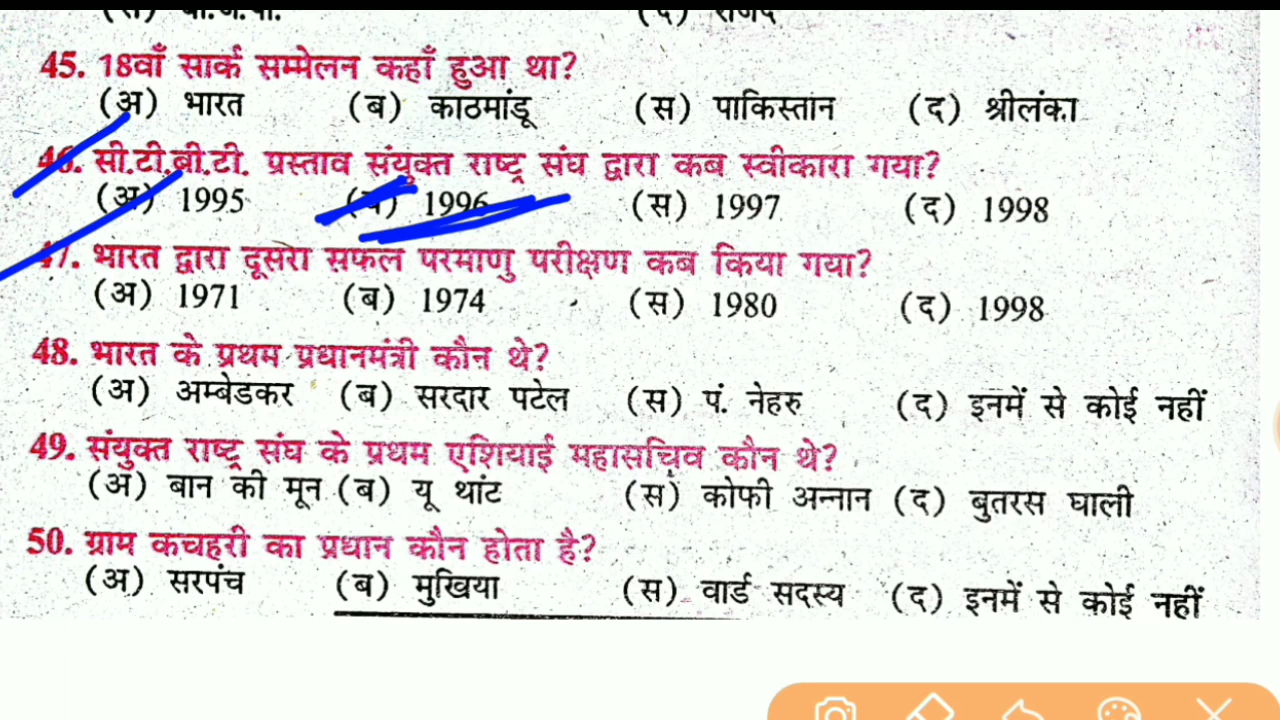 45. 18वाँ सार्क सम्मेलन कहाँ हुआ था?
(अ) भारत (ब) काठमांडू (स) पाकिस्तान (द) श्रीलंका
46. सी.टी.बी.टी. प्रस्ताव संयुक्त राष्ट्र संघ द्वारा कब स्वीकारा गया?
(अ) 1995 (ब) 1996 (स) 1997 (द) 1998
47. भारत द्वारा दूसरा सफल परमाणु परीक्षण कब किया गया?
(अ) 1971 (ब) 1974 (स) 1980 (द) 1998
48. भारत के प्रथम प्रधानमंत्री कौन थे?
(अ) अम्बेडकर (ब) सरदार पटेल (स) पं. नेहरु (द) इनमें से कोई नहीं
49. संयुक्त राष्ट्र संघ के प्रथम एशियाई महासचिव कौन थे?
(अ) बान की मून (ब) यू थांट (स) कोफी अन्नान (द) बुतरस घाली
50. ग्राम कचहरी का प्रधान कौन होता है?
(अ) सरपंच (ब) मुखिया (स) वार्ड सदस्य (द) इनमें से कोई नहीं